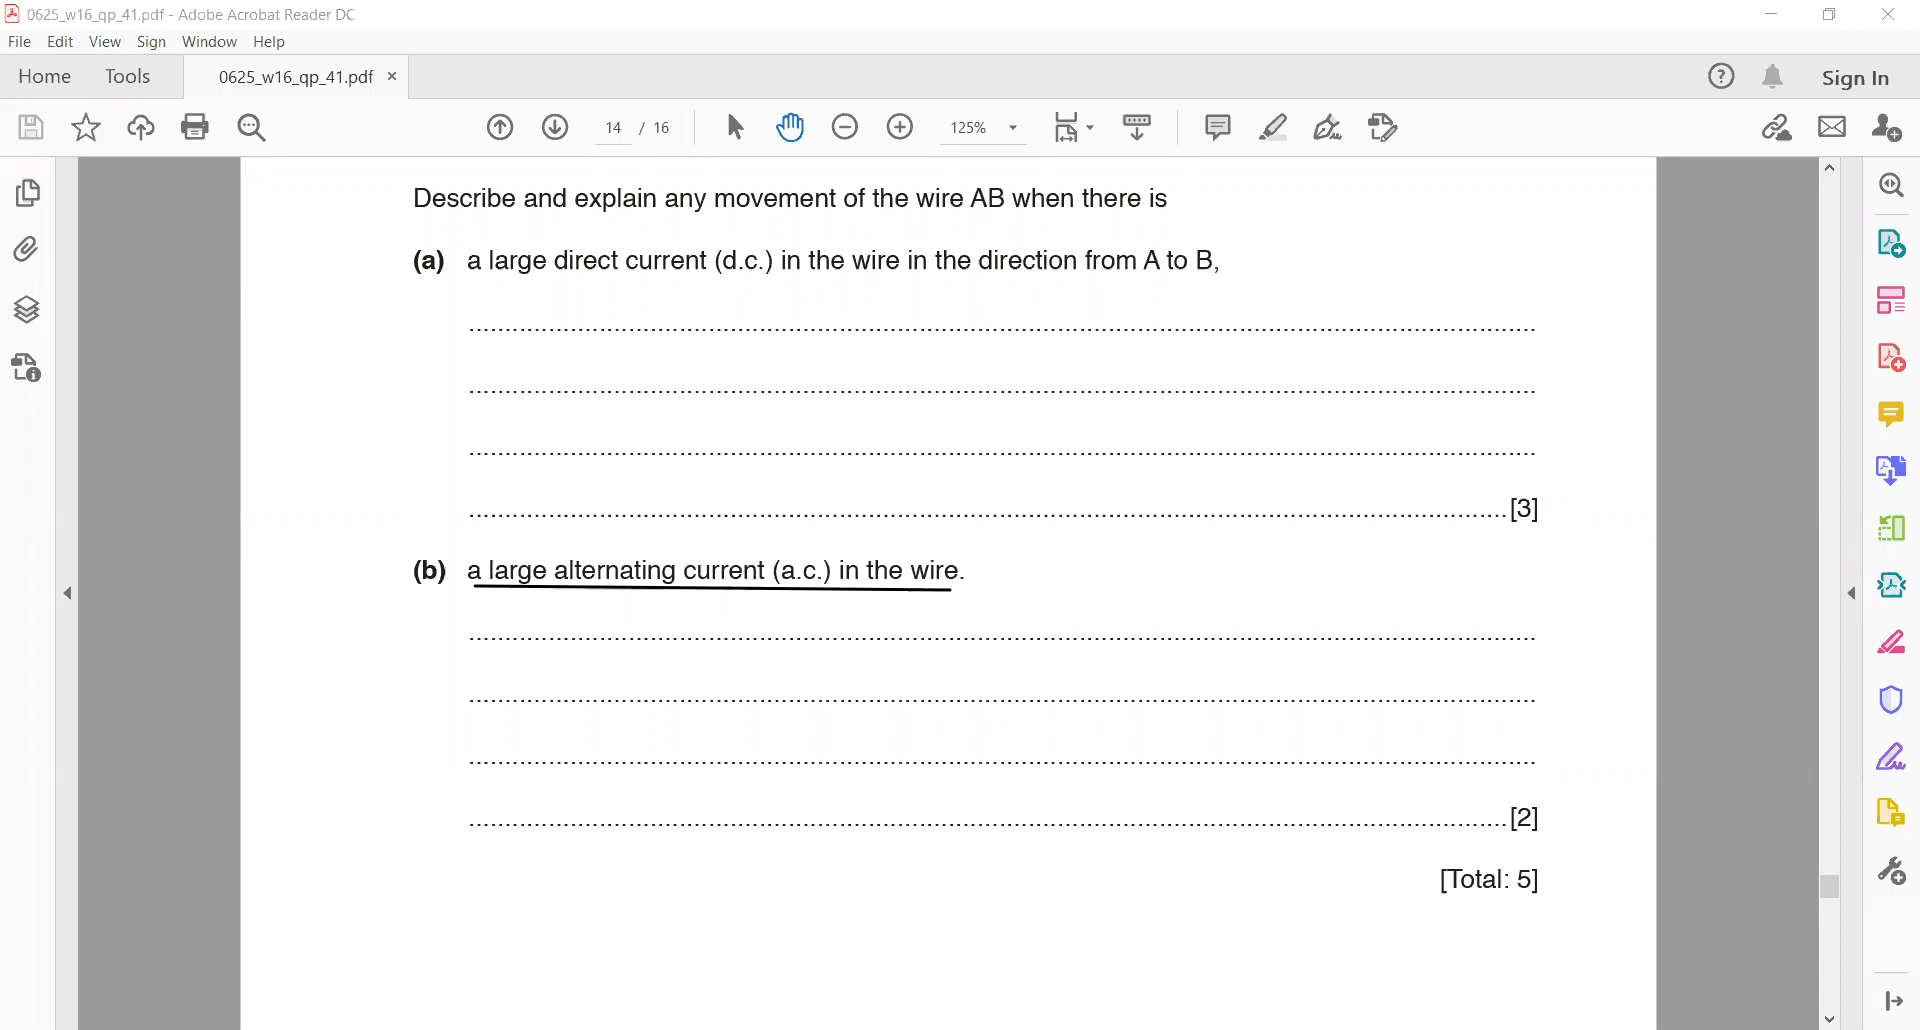 0625_w16_qp_41.pdf - Adobe Acrobat Reader DC
File Edit View Sign Window Help
Home Tools 0625_w16_qp_41.pdf × Sign In
14 / 16 125%
Describe and explain any movement of the wire AB when there is
(a) a large direct current (d.c.) in the wire in the direction from A to B,
[3]
(b) a large alternating current (a.c.) in the wire.
[2]
[Total: 5]